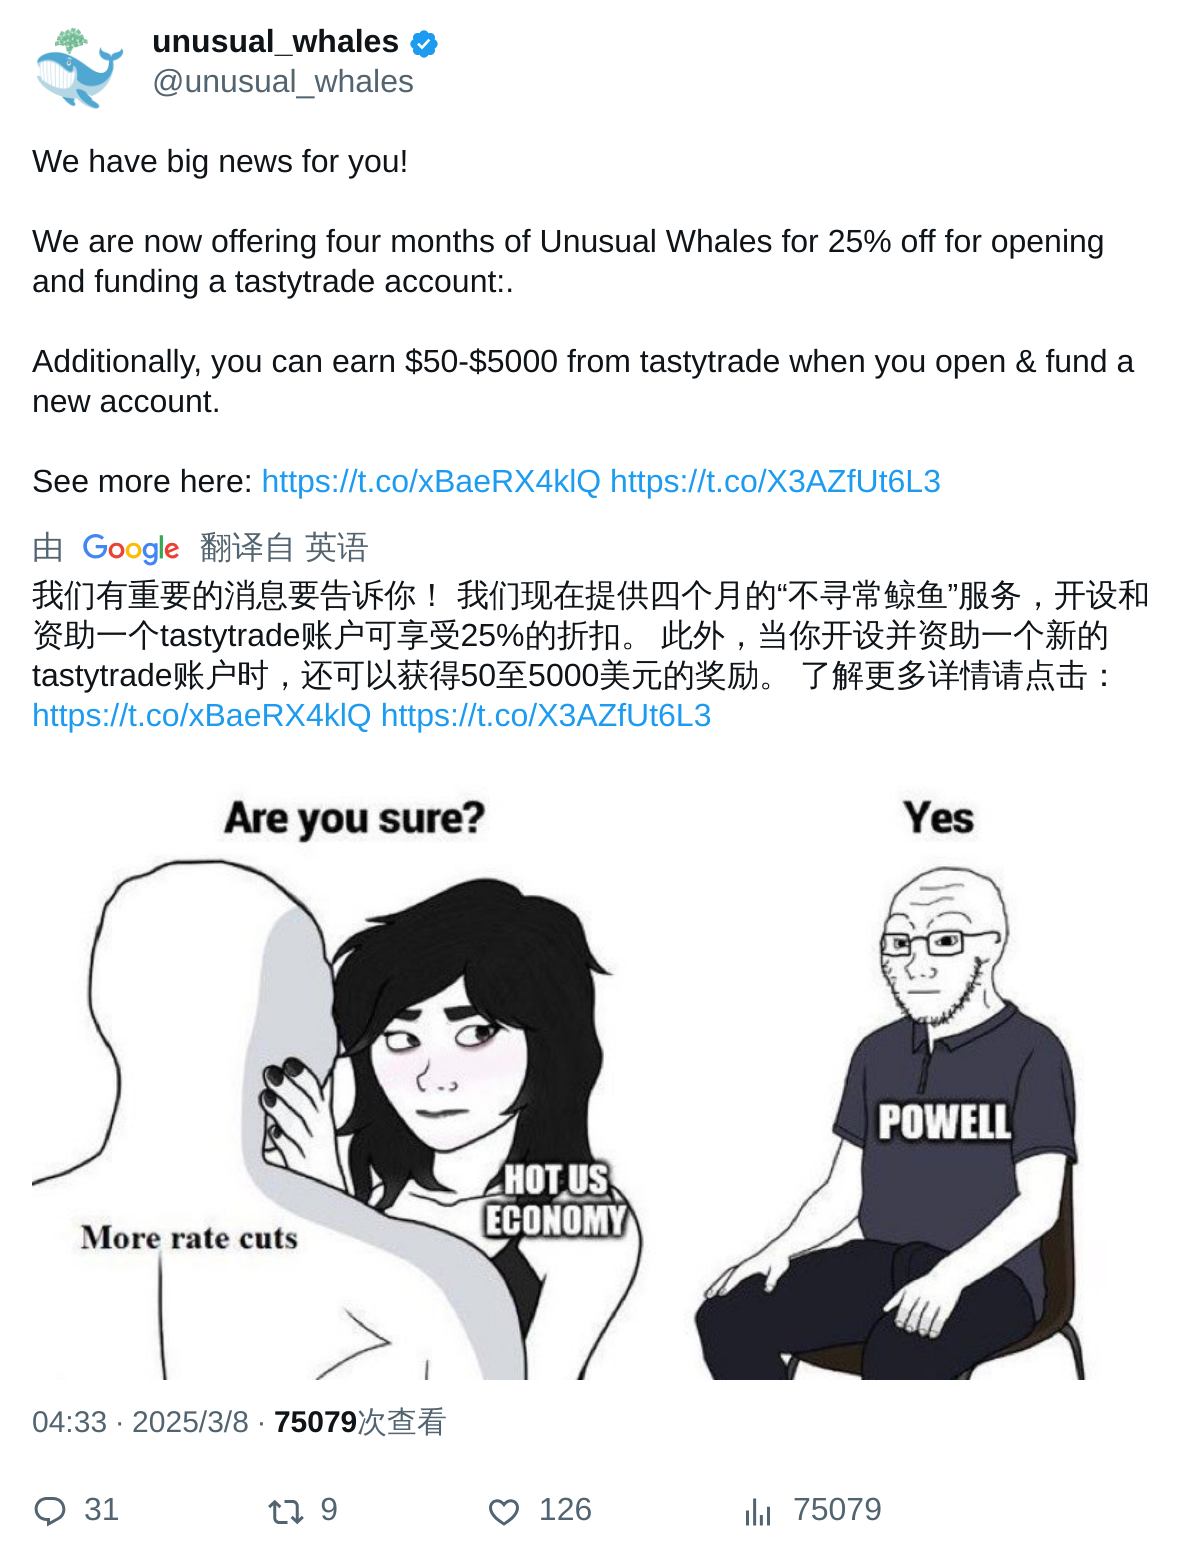 unusual_whales
@unusual_whales
We have big news for you!
We are now offering four months of Unusual Whales for 25% off for opening
and funding a tastytrade account:.
Additionally, you can earn $50-$5000 from tastytrade when you open & fund a
new account.
See more here: https://t.co/xBaeRX4klQ https://t.co/X3AZfUt6L3
由 Google 翻译自 英语
我们有重要的消息要告诉你！ 我们现在提供四个月的“不寻常鲸鱼”服务，开设和
资助一个tastytrade账户可享受25%的折扣。 此外，当你开设并资助一个新的
tastytrade账户时，还可以获得50至5000美元的奖励。 了解更多详情请点击：
https://t.co/xBaeRX4klQ https://t.co/X3AZfUt6L3
Are you sure?
Yes
POWELL
HOT US
ECONOMY
More rate cuts
04:33 · 2025/3/8 · 75079次查看
31 9 126 75079